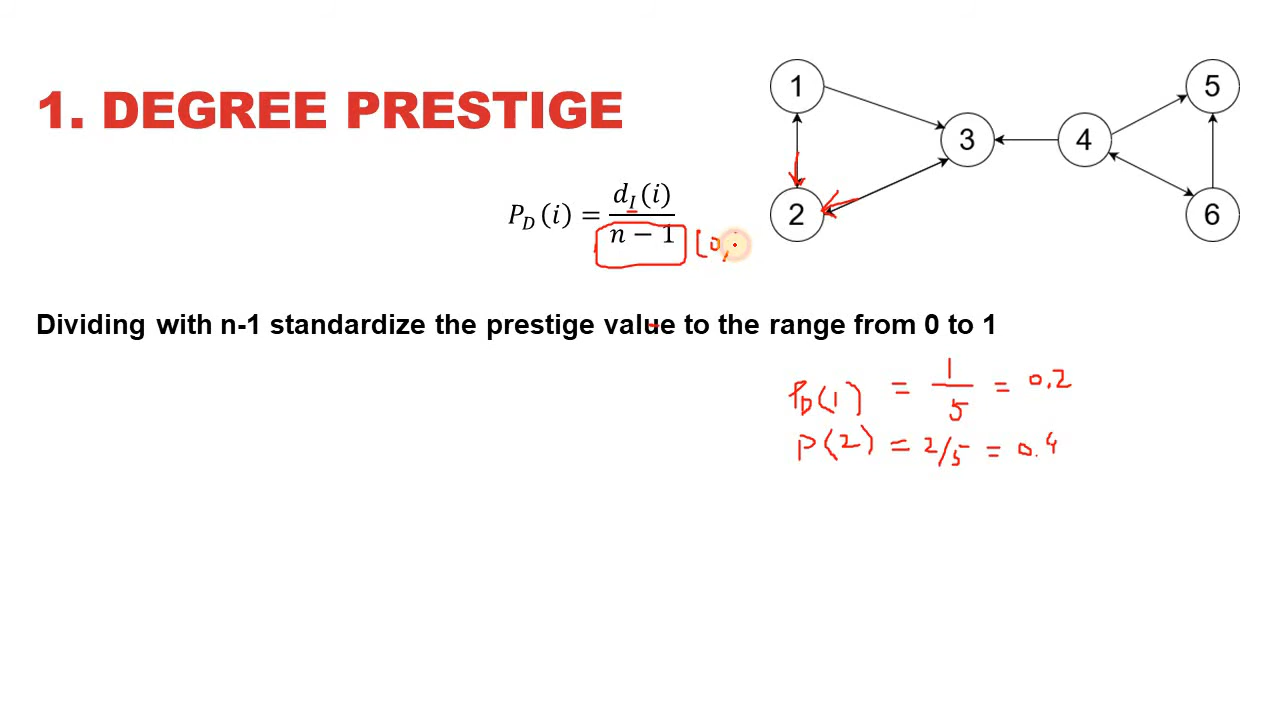 1. DEGREE PRESTIGE
P_D(i) = d_I(i) / n − 1
[0,
1
2
3
4
5
6
Dividing with n-1 standardize the prestige value to the range from 0 to 1
P_D(1) = 1/5 = 0.2
P(2) = 2/5 = 0.4